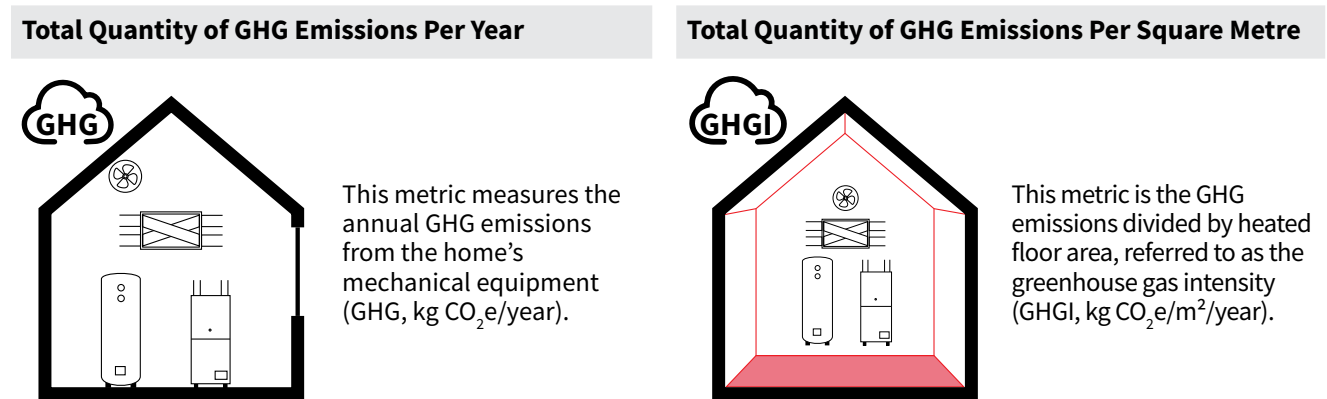 Total Quantity of GHG Emissions Per Year
GHG
This metric measures the
annual GHG emissions
from the home's
mechanical equipment
(GHG, kg CO₂e/year).
Total Quantity of GHG Emissions Per Square Metre
GHGI
This metric is the GHG
emissions divided by heated
floor area, referred to as the
greenhouse gas intensity
(GHGI, kg CO₂e/m²/year).